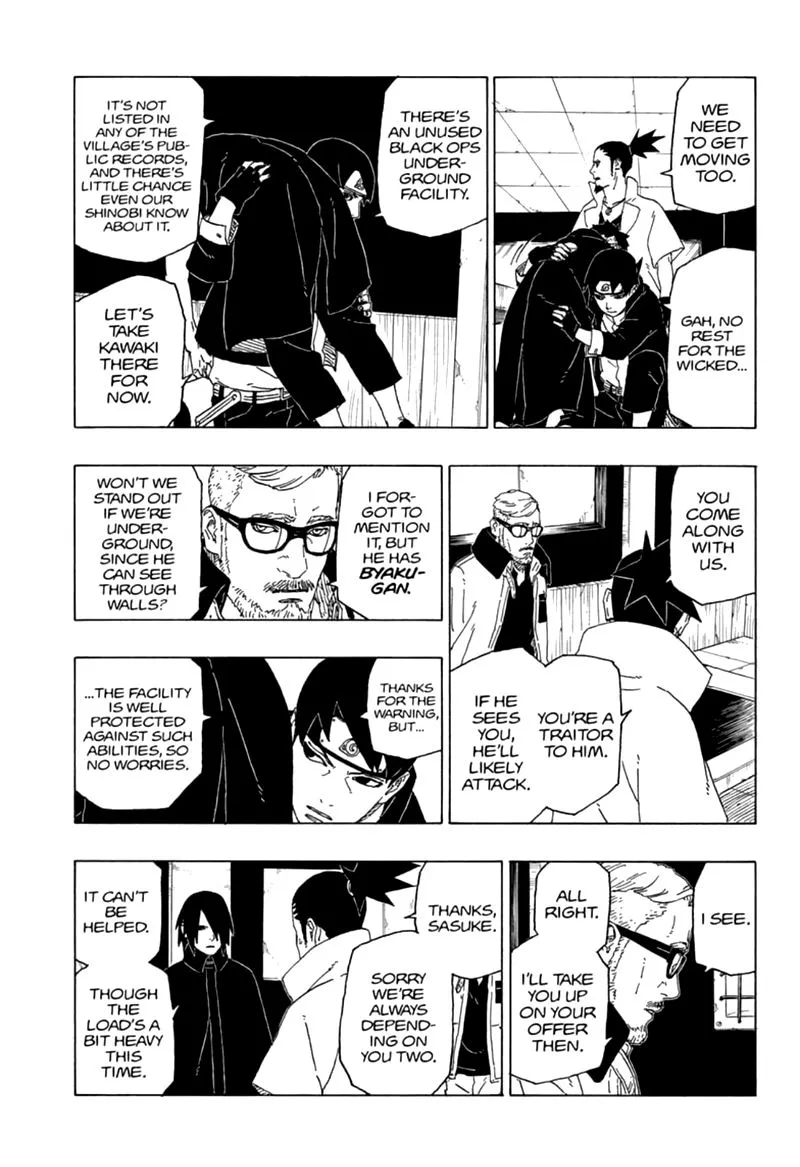 WE
NEED
TO GET
MOVING
TOO.
GAH, NO
REST
FOR THE
WICKED...
THERE'S
AN UNUSED
BLACK OPS
UNDER-
GROUND
FACILITY.
IT'S NOT
LISTED IN
ANY OF THE
VILLAGE'S PUB-
LIC RECORDS,
AND THERE'S
LITTLE CHANCE
EVEN OUR
SHINOBI KNOW
ABOUT IT.
LET'S
TAKE
KAWAKI
THERE
FOR
NOW.
YOU
COME
ALONG
WITH
US.
YOU'RE A
TRAITOR
TO HIM.
IF HE
SEES
YOU,
HE'LL
LIKELY
ATTACK.
I FOR-
GOT TO
MENTION
IT, BUT
HE HAS
BYAKU-
GAN.
WON'T WE
STAND OUT
IF WE'RE
UNDER-
GROUND,
SINCE HE
CAN SEE
THROUGH
WALLS?
THANKS
FOR THE
WARNING,
BUT...
...THE FACILITY
IS WELL
PROTECTED
AGAINST SUCH
ABILITIES, SO
NO WORRIES.
I SEE.
ALL
RIGHT.
I'LL TAKE
YOU UP
ON YOUR
OFFER
THEN.
THANKS,
SASUKE.
SORRY
WE'RE
ALWAYS
DEPEND-
ING ON
YOU TWO.
IT CAN'T
BE
HELPED.
THOUGH
THE
LOAD'S A
BIT HEAVY
THIS
TIME.